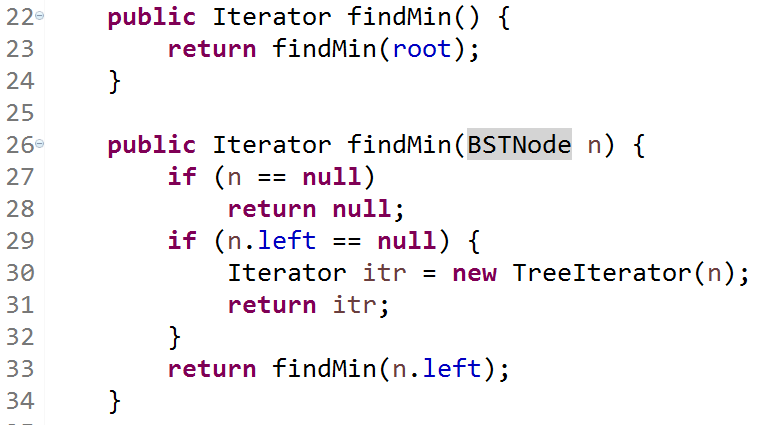 22 public Iterator findMin() {
23 return findMin(root);
24 }
25
26 public Iterator findMin(BSTNode n) {
27 if (n == null)
28 return null;
29 if (n.left == null) {
30 Iterator itr = new TreeIterator(n);
31 return itr;
32 }
33 return findMin(n.left);
34 }